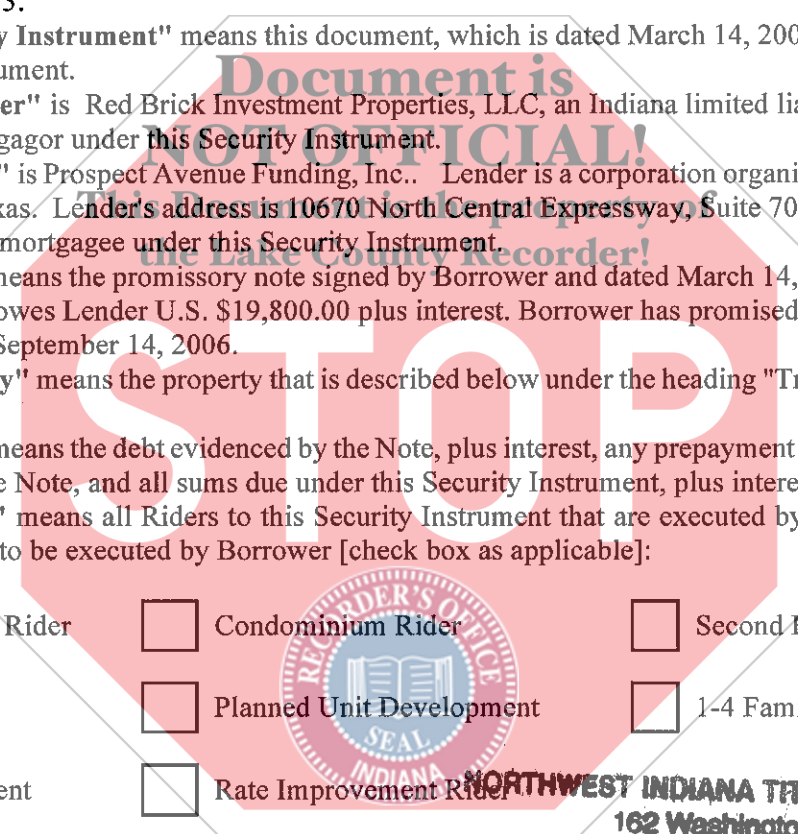 3.
y Instrument" means this document, which is dated March 14, 200
ument.
Document is
er" is Red Brick Investment Properties, LLC, an Indiana limited lia
gagor under this Security Instrument.
NOT OFFICIAL!
" is Prospect Avenue Funding, Inc.. Lender is a corporation organi
This Document is the property of
xas. Lender's address is 10670 North Central Expressway, Suite 70
mortgagee under this Security Instrument.
the Lake County Recorder!
means the promissory note signed by Borrower and dated March 14,
owes Lender U.S. $19,800.00 plus interest. Borrower has promised
September 14, 2006.
y" means the property that is described below under the heading "Tr
STOP
means the debt evidenced by the Note, plus interest, any prepayment
e Note, and all sums due under this Security Instrument, plus intere
" means all Riders to this Security Instrument that are executed by
to be executed by Borrower [check box as applicable]:
Rider Condominium Rider Second
RECORDER'S OFFICE
Planned Unit Development 1-4 Fam
SEAL
INDIANA
ent Rate Improvement Rider
NORTHWEST INDIANA TIT
162 Washingto